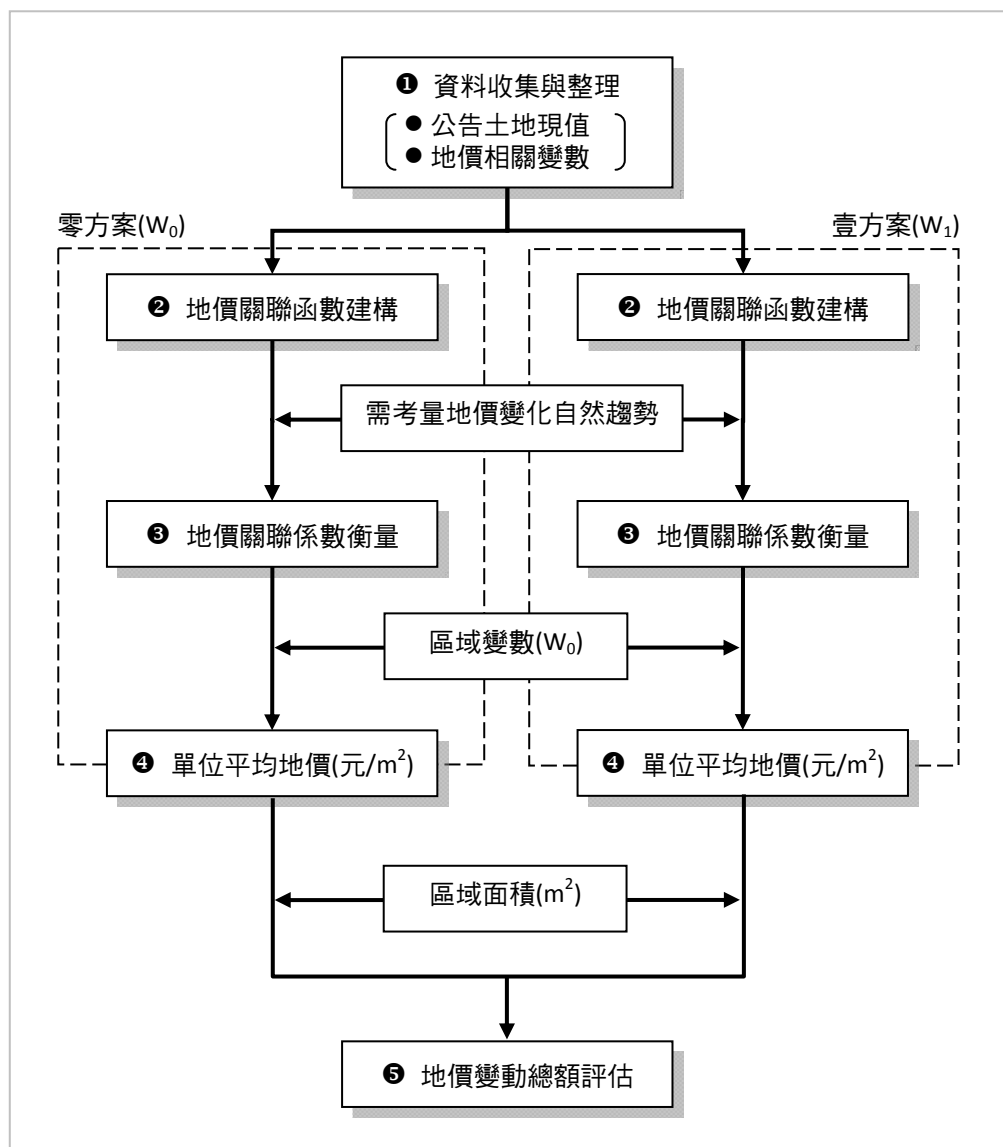 ❶ 資料收集與整理
● 公告土地現值
● 地價相關變數
零方案(W₀)
壹方案(W₁)
❷ 地價關聯函數建構
❷ 地價關聯函數建構
需考量地價變化自然趨勢
❸ 地價關聯係數衡量
❸ 地價關聯係數衡量
區域變數(W₀)
❹ 單位平均地價(元/m²)
❹ 單位平均地價(元/m²)
區域面積(m²)
❺ 地價變動總額評估